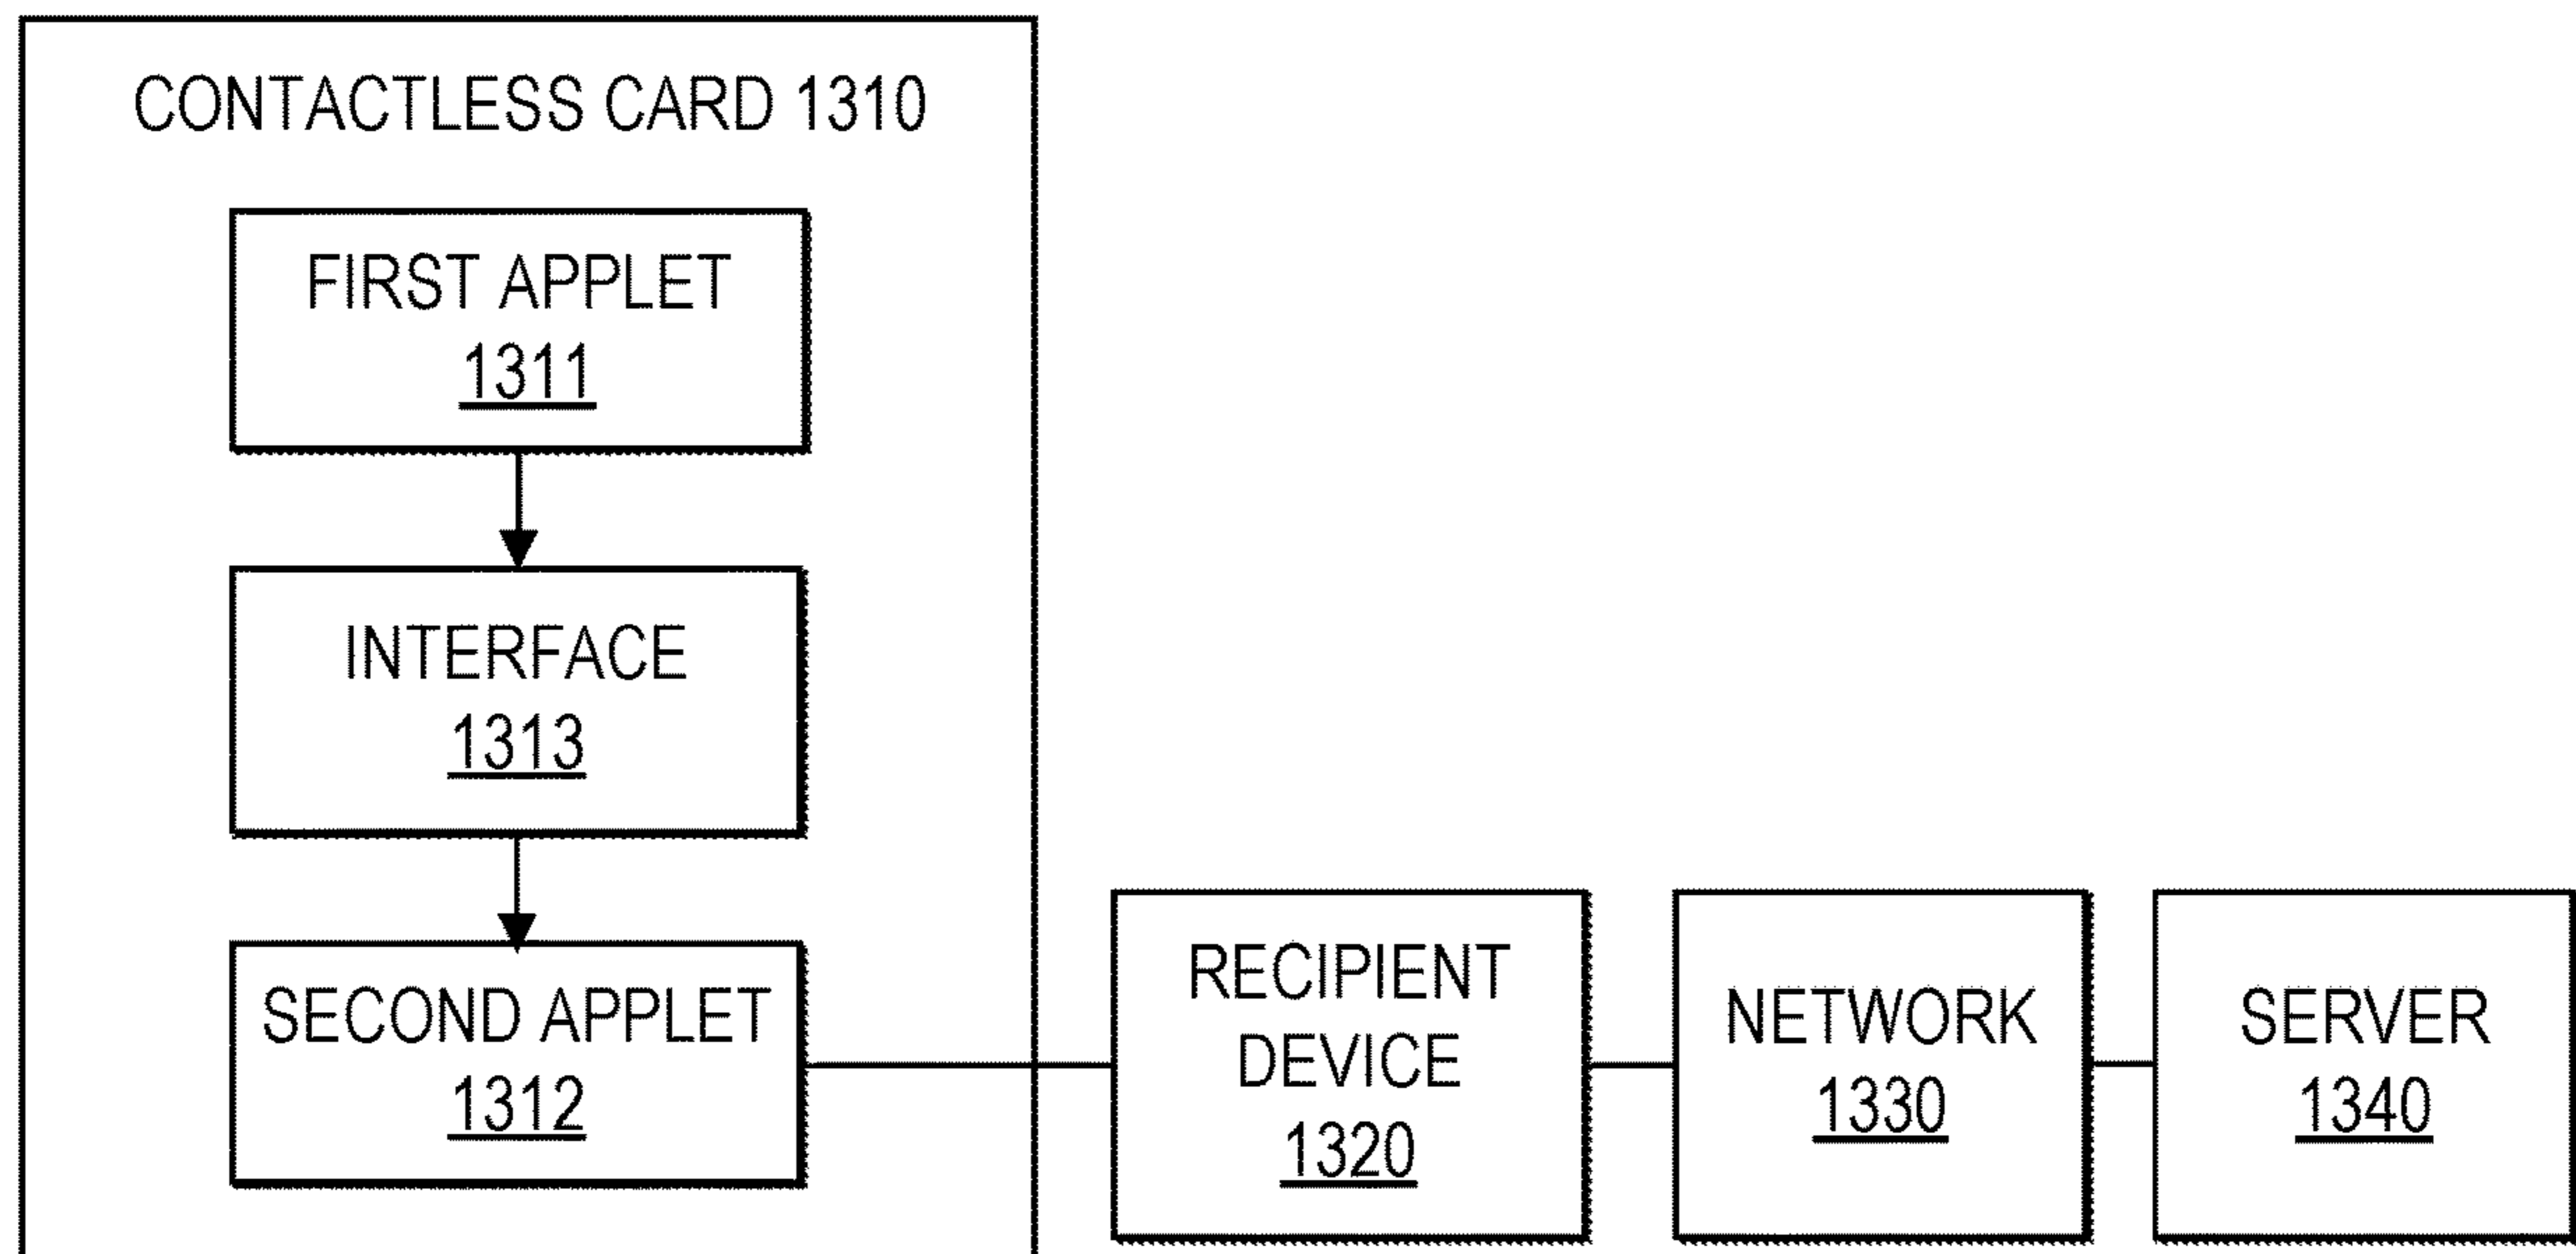 CONTACTLESS CARD 1310
FIRST APPLET
1311
INTERFACE
1313
SECOND APPLET
1312
RECIPIENT
DEVICE
1320
NETWORK
1330
SERVER
1340